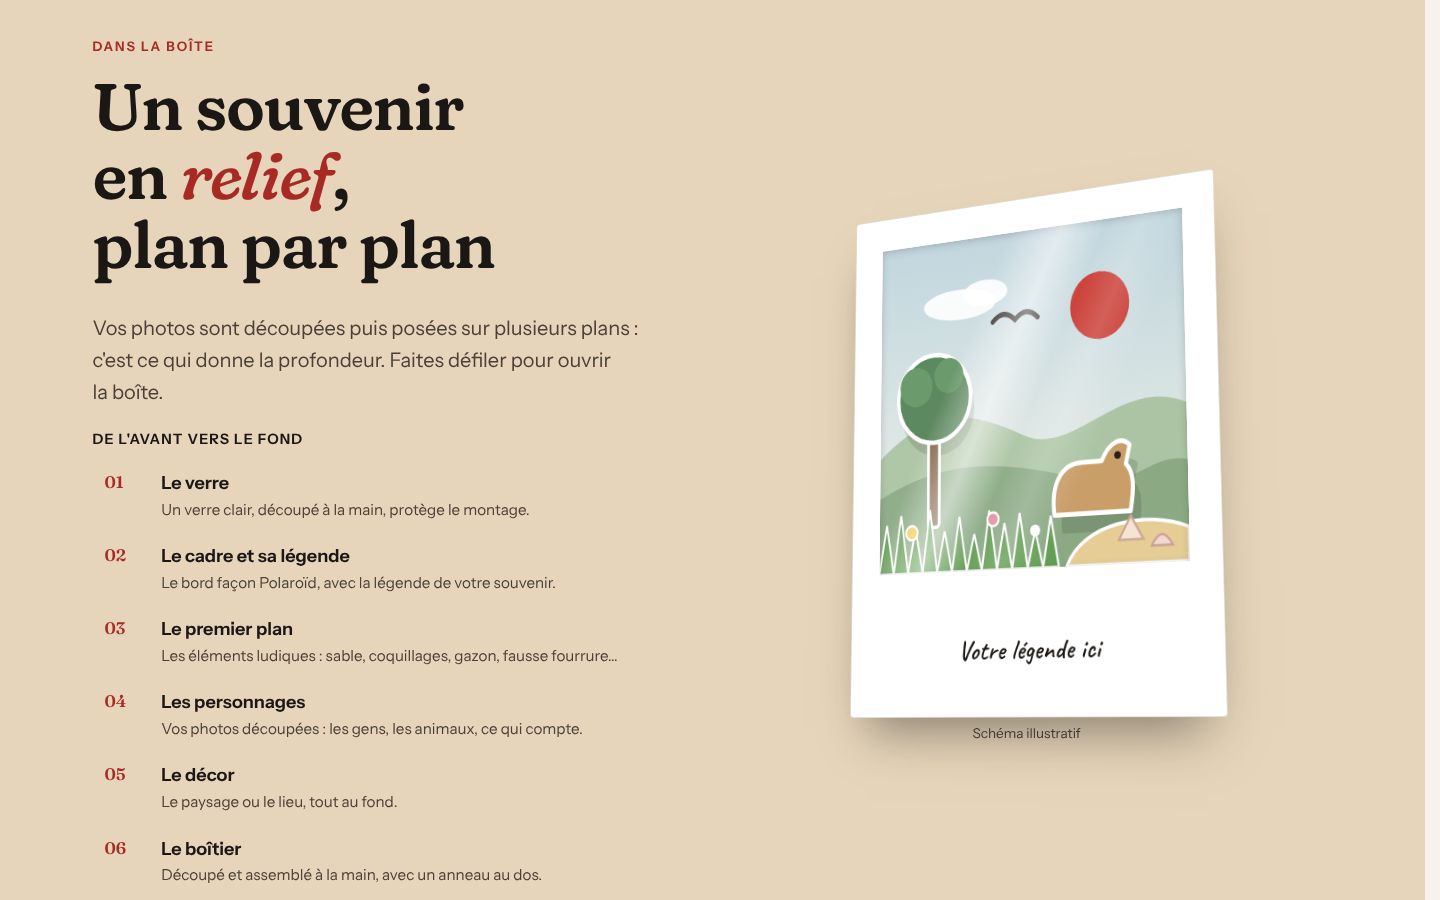 DANS LA BOÎTE
Un souvenir
en relief,
plan par plan
Vos photos sont découpées puis posées sur plusieurs plans :
c'est ce qui donne la profondeur. Faites défiler pour ouvrir
la boîte.
DE L'AVANT VERS LE FOND
01 Le verre
Un verre clair, découpé à la main, protège le montage.
02 Le cadre et sa légende
Le bord façon Polaroïd, avec la légende de votre souvenir.
03 Le premier plan
Les éléments ludiques : sable, coquillages, gazon, fausse fourrure...
04 Les personnages
Vos photos découpées : les gens, les animaux, ce qui compte.
05 Le décor
Le paysage ou le lieu, tout au fond.
06 Le boîtier
Découpé et assemblé à la main, avec un anneau au dos.
Votre légende ici
Schéma illustratif